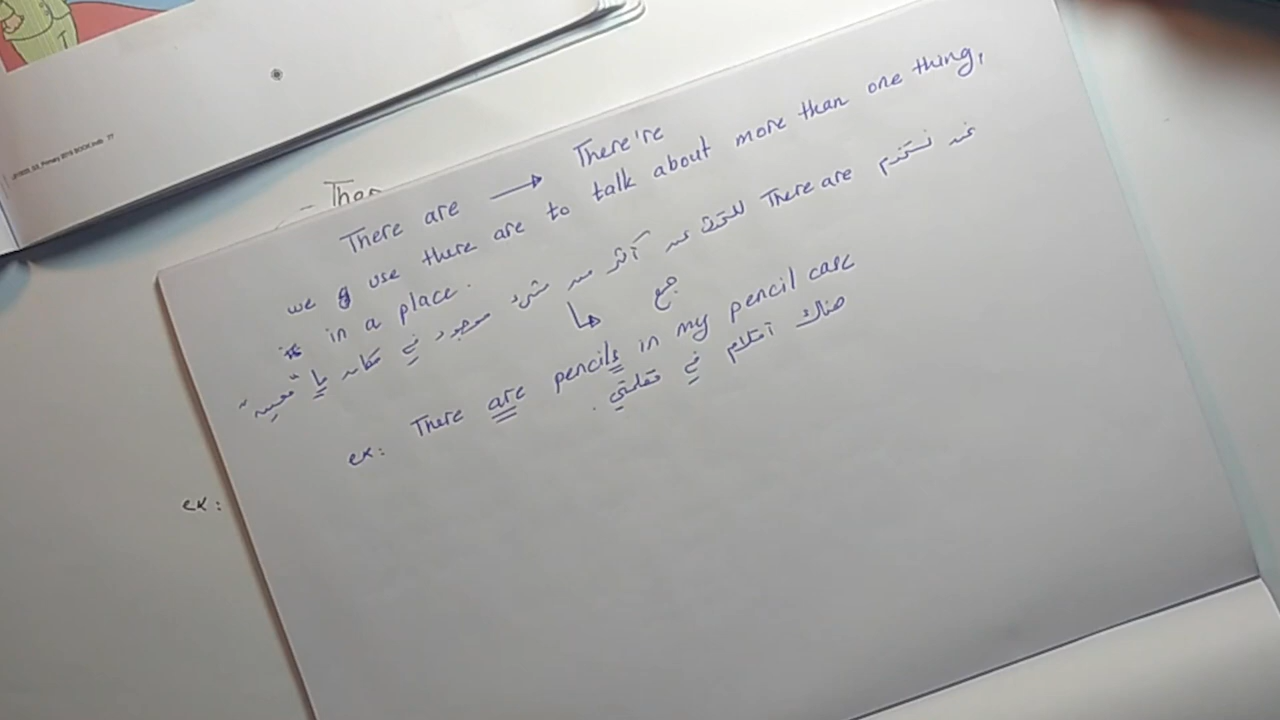 There are → There're
we use there are to talk about more than one thing,
in a place.
نحن نستخدم There are للتحدث عن أكثر من شيء موجود في مكان ما "معين"
جمع
ex: There are pencils in my pencil case
هناك أقلام في مقلمتي.
ex: